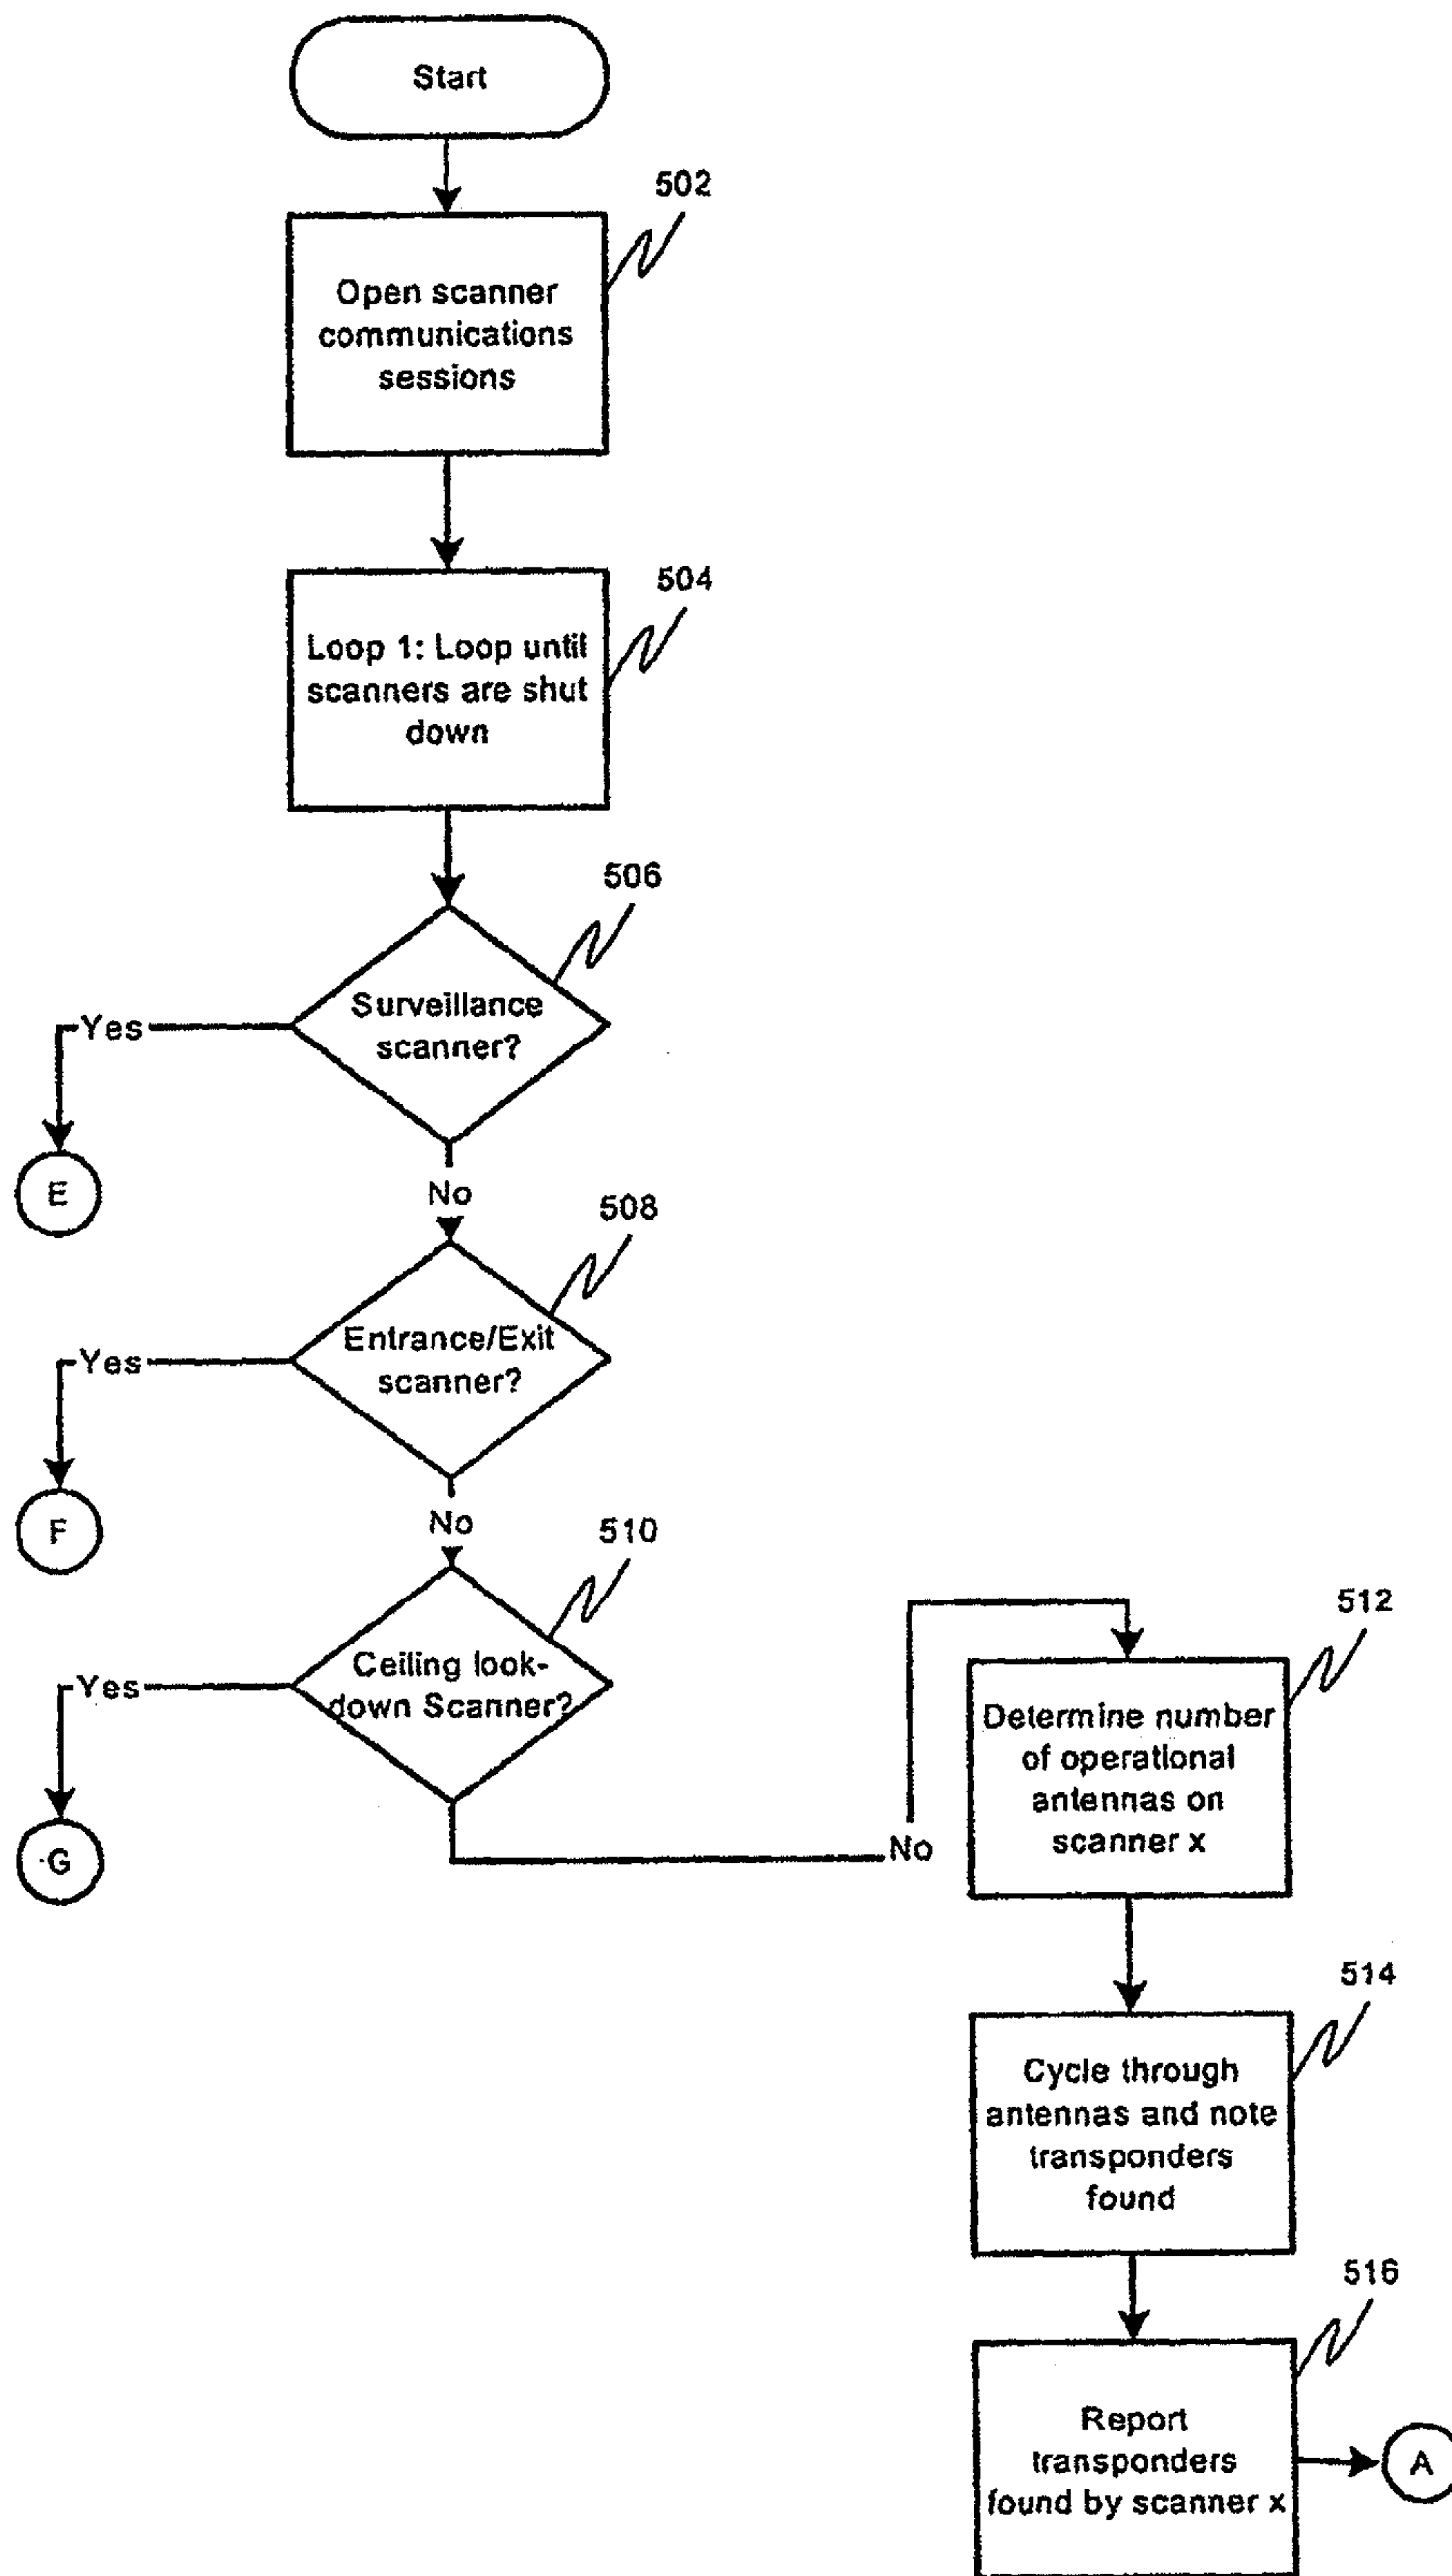 Start
502
Open scanner
communications
sessions
504
Loop 1: Loop until
scanners are shut
down
506
Surveillance
scanner?
Yes
E
No
508
Entrance/Exit
scanner?
Yes
F
No
510
Ceiling look-
down Scanner?
Yes
G
No
512
Determine number
of operational
antennas on
scanner x
514
Cycle through
antennas and note
transponders
found
516
Report
transponders
found by scanner x
A